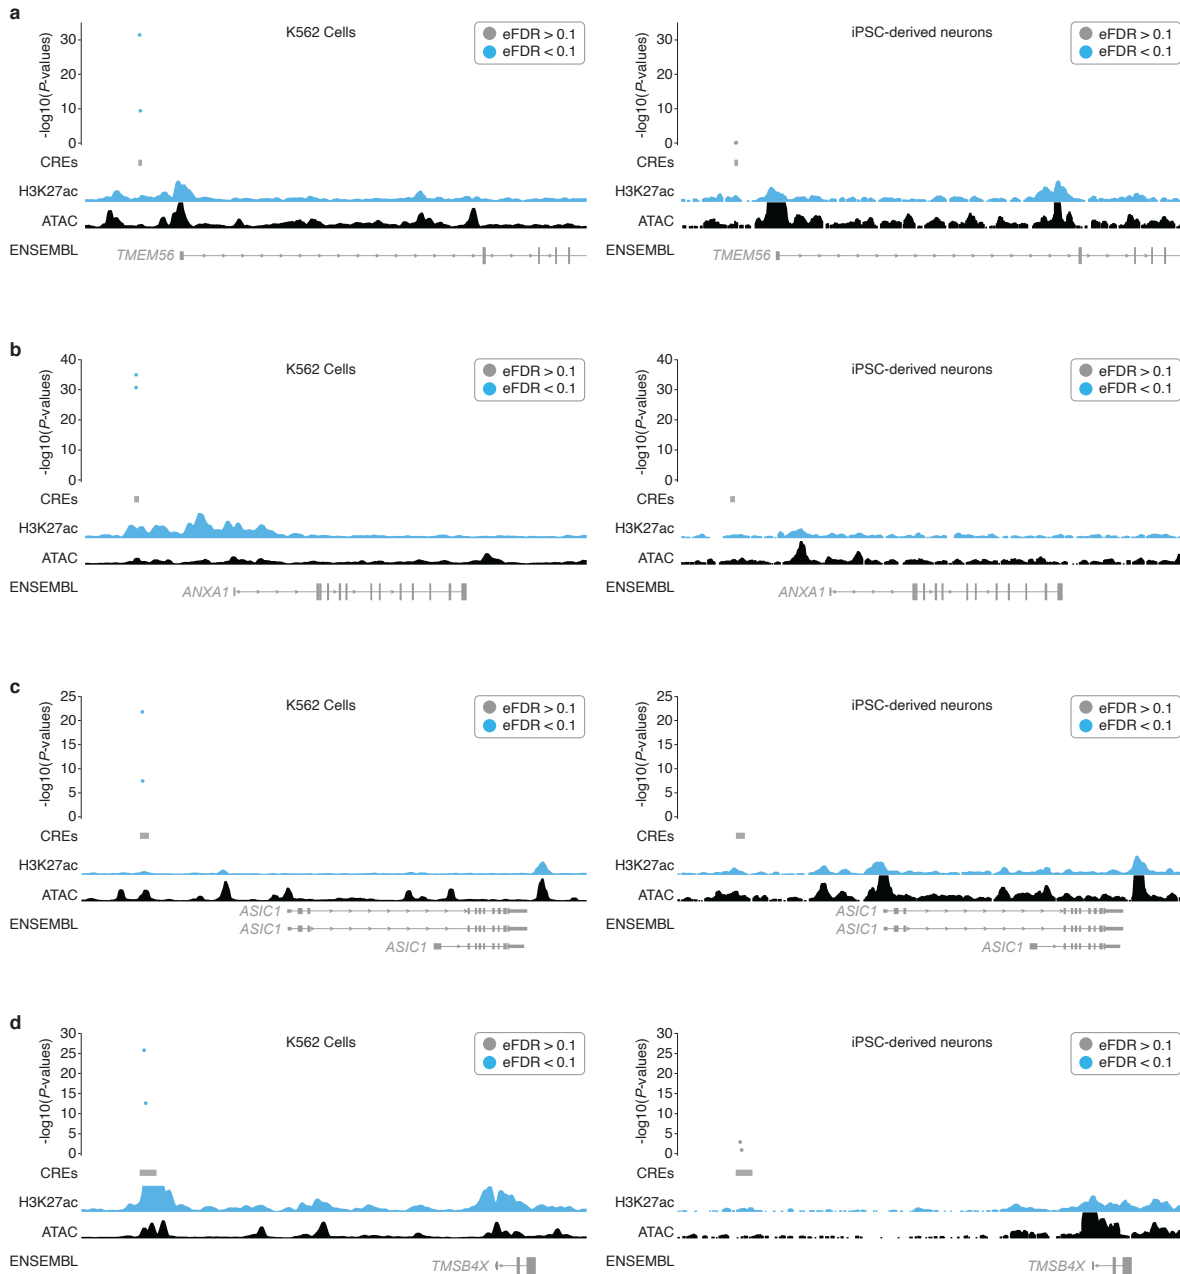 a
K562 Cells
eFDR > 0.1
eFDR < 0.1
-log10(P-values)
30
20
10
0
CREs
H3K27ac
ATAC
ENSEMBL
TMEM56
iPSC-derived neurons
eFDR > 0.1
eFDR < 0.1
-log10(P-values)
30
20
10
0
CREs
H3K27ac
ATAC
ENSEMBL
TMEM56
b
K562 Cells
eFDR > 0.1
eFDR < 0.1
-log10(P-values)
40
30
20
10
0
CREs
H3K27ac
ATAC
ENSEMBL
ANXA1
iPSC-derived neurons
eFDR > 0.1
eFDR < 0.1
-log10(P-values)
40
30
20
10
0
CREs
H3K27ac
ATAC
ENSEMBL
ANXA1
c
K562 Cells
eFDR > 0.1
eFDR < 0.1
-log10(P-values)
25
20
15
10
5
0
CREs
H3K27ac
ATAC
ENSEMBL
ASIC1
ASIC1
ASIC1
iPSC-derived neurons
eFDR > 0.1
eFDR < 0.1
-log10(P-values)
25
20
15
10
5
0
CREs
H3K27ac
ATAC
ENSEMBL
ASIC1
ASIC1
ASIC1
d
K562 Cells
eFDR > 0.1
eFDR < 0.1
-log10(P-values)
30
25
20
15
10
5
0
CREs
H3K27ac
ATAC
ENSEMBL
TMSB4X
iPSC-derived neurons
eFDR > 0.1
eFDR < 0.1
-log10(P-values)
30
25
20
15
10
5
0
CREs
H3K27ac
ATAC
ENSEMBL
TMSB4X